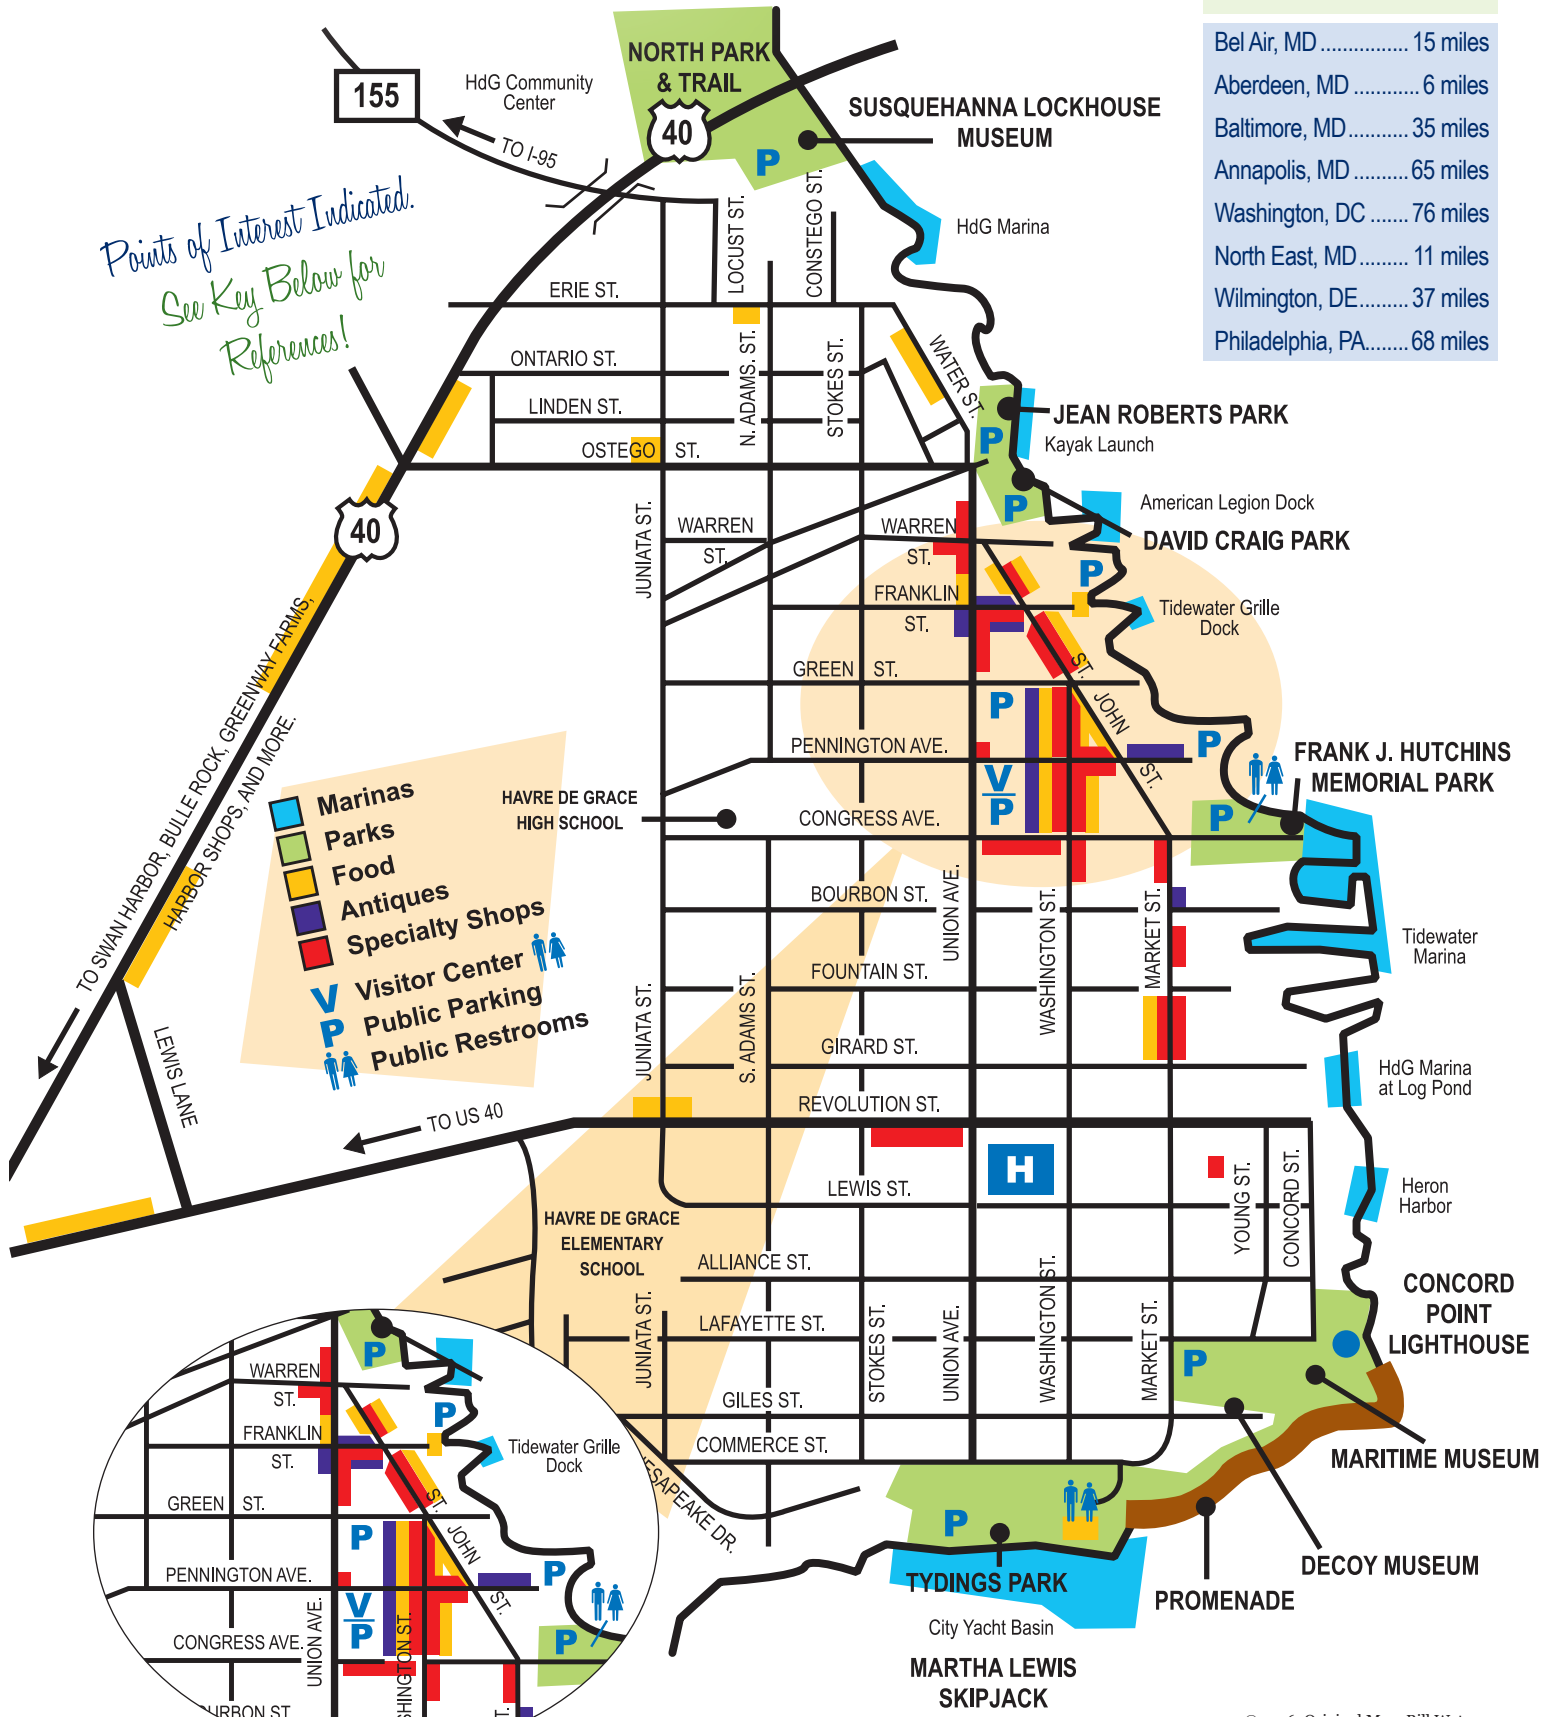 Bel Air, MD ................ 15 miles
Aberdeen, MD ............ 6 miles
Baltimore, MD ........... 35 miles
Annapolis, MD .......... 65 miles
Washington, DC ....... 76 miles
North East, MD ......... 11 miles
Wilmington, DE ......... 37 miles
Philadelphia, PA ........ 68 miles
NORTH PARK
& TRAIL
155
HdG Community
Center
TO I-95
40
P
SUSQUEHANNA LOCKHOUSE
MUSEUM
HdG Marina
Points of Interest Indicated.
See Key Below for
References!
LOCUST ST.
CONSTEGO ST.
ERIE ST.
ONTARIO ST.
LINDEN ST.
OSTEGO ST.
N. ADAMS. ST.
STOKES ST.
WATER ST.
P
JEAN ROBERTS PARK
Kayak Launch
P
American Legion Dock
DAVID CRAIG PARK
40
JUNIATA ST.
WARREN
ST.
WARREN
ST.
P
FRANKLIN
ST.
Tidewater Grille
Dock
GREEN ST.
ST. JOHN ST.
P
PENNINGTON AVE.
P
V
P
FRANK J. HUTCHINS
MEMORIAL PARK
P
CONGRESS AVE.
HAVRE DE GRACE
HIGH SCHOOL
TO SWAN HARBOR, BULLE ROCK, GREENWAY FARMS,
HARBOR SHOPS, AND MORE.
Marinas
Parks
Food
Antiques
Specialty Shops
V Visitor Center
P Public Parking
Public Restrooms
BOURBON ST.
UNION AVE.
WASHINGTON ST.
MARKET ST.
Tidewater
Marina
FOUNTAIN ST.
JUNIATA ST.
S. ADAMS ST.
GIRARD ST.
HdG Marina
at Log Pond
LEWIS LANE
TO US 40
REVOLUTION ST.
H
LEWIS ST.
YOUNG ST.
CONCORD ST.
Heron
Harbor
HAVRE DE GRACE
ELEMENTARY
SCHOOL
ALLIANCE ST.
LAFAYETTE ST.
JUNIATA ST.
STOKES ST.
UNION AVE.
WASHINGTON ST.
MARKET ST.
CONCORD
POINT
LIGHTHOUSE
P
GILES ST.
COMMERCE ST.
MARITIME MUSEUM
ESAPEAKE DR.
P
DECOY MUSEUM
TYDINGS PARK
PROMENADE
City Yacht Basin
MARTHA LEWIS
SKIPJACK
P
WARREN
ST.
P
FRANKLIN
ST.
Tidewater Grille
Dock
GREEN ST.
ST. JOHN ST.
P
P
PENNINGTON AVE.
V
P
P
CONGRESS AVE.
UNION AVE.
HINGTON ST.
URBON ST.
T.